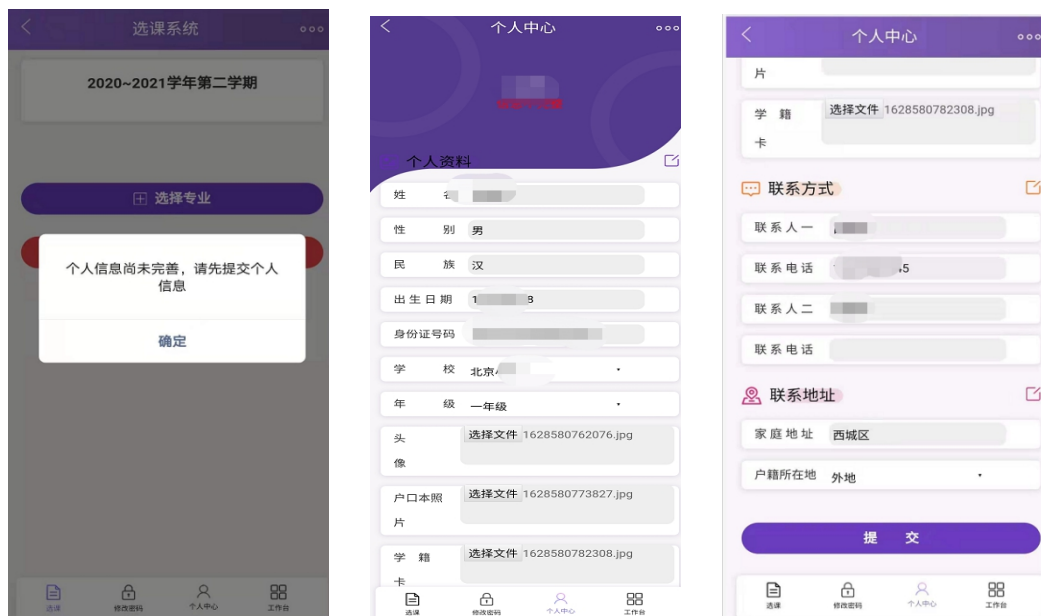 选课系统
2020~2021学年第二学期
选择专业
个人信息尚未完善，请先提交个人
信息
确定
选课
修改密码
个人中心
工作台
个人中心
个人资料
姓 名
性 别 男
民 族 汉
出生日期 1 8
身份证号码
学 校 北京
年 级 一年级
头 选择文件 1628580762076.jpg
像
户口本照 选择文件 1628580773827.jpg
片
学 籍 选择文件 1628580782308.jpg
卡
选课
修改密码
个人中心
工作台
个人中心
片
学 籍 选择文件 1628580782308.jpg
卡
联系方式
联系人一
联系电话 45
联系人二
联系电话
联系地址
家庭地址 西城区
户籍所在地 外地
提 交
选课
修改密码
个人中心
工作台